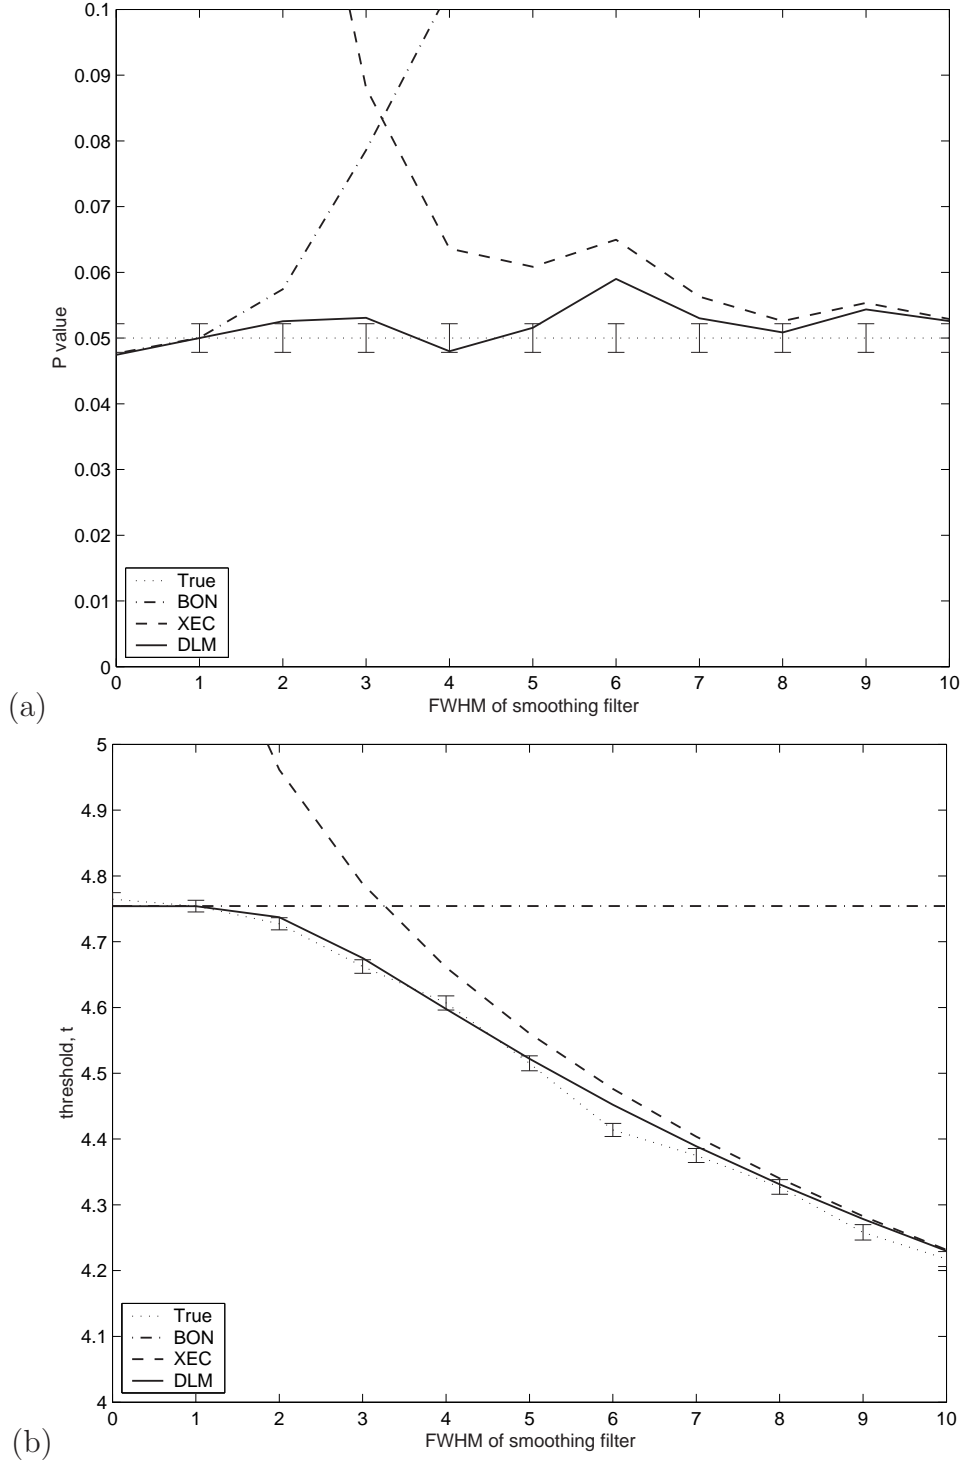 0.1
0.09
0.08
0.07
0.06
0.05
0.04
0.03
0.02
0.01
0
P value
True
BON
XEC
DLM
0 1 2 3 4 5 6 7 8 9 10
FWHM of smoothing filter
(a)
5
4.9
4.8
4.7
4.6
4.5
4.4
4.3
4.2
4.1
4
threshold, t
True
BON
XEC
DLM
0 1 2 3 4 5 6 7 8 9 10
FWHM of smoothing filter
(b)